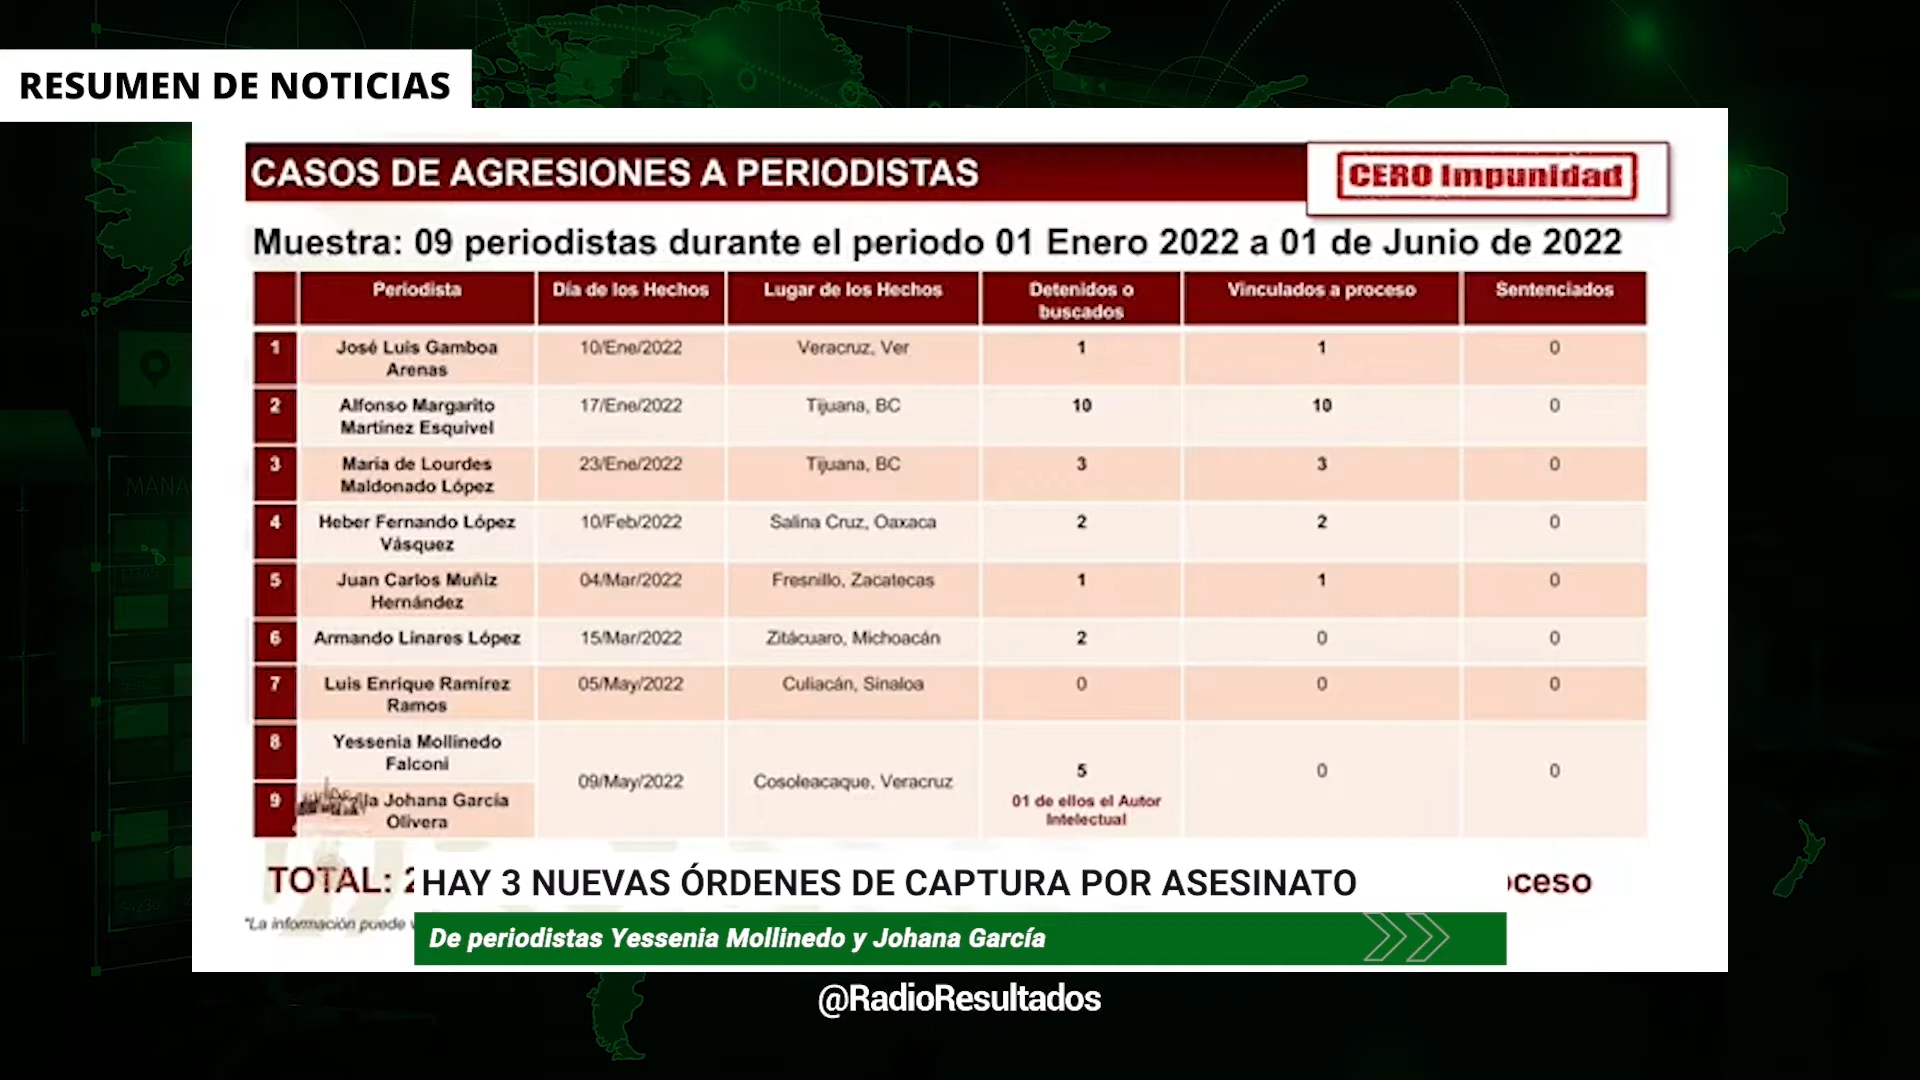 RESUMEN DE NOTICIAS
CASOS DE AGRESIONES A PERIODISTAS
CERO Impunidad
Muestra: 09 periodistas durante el periodo 01 Enero 2022 a 01 de Junio de 2022
Periodista Día de los Hechos Lugar de los Hechos Detenidos o buscados Vinculados a proceso Sentenciados
1 José Luis Gamboa Arenas 10/Ene/2022 Veracruz, Ver 1 1 0
2 Alfonso Margarito Martínez Esquivel 17/Ene/2022 Tijuana, BC 10 10 0
3 María de Lourdes Maldonado López 23/Ene/2022 Tijuana, BC 3 3 0
4 Heber Fernando López Vásquez 10/Feb/2022 Salina Cruz, Oaxaca 2 2 0
5 Juan Carlos Muñiz Hernández 04/Mar/2022 Fresnillo, Zacatecas 1 1 0
6 Armando Linares López 15/Mar/2022 Zitácuaro, Michoacán 2 0 0
7 Luis Enrique Ramírez Ramos 05/May/2022 Culiacán, Sinaloa 0 0 0
8 Yessenia Mollinedo Falconi 09/May/2022 Cosoleacaque, Veracruz 5 0 0
01 de ellos el Autor Intelectual
9 Johana García Olivera
TOTAL:
HAY 3 NUEVAS ÓRDENES DE CAPTURA POR ASESINATO
*La información puede
De periodistas Yessenia Mollinedo y Johana García
@RadioResultados